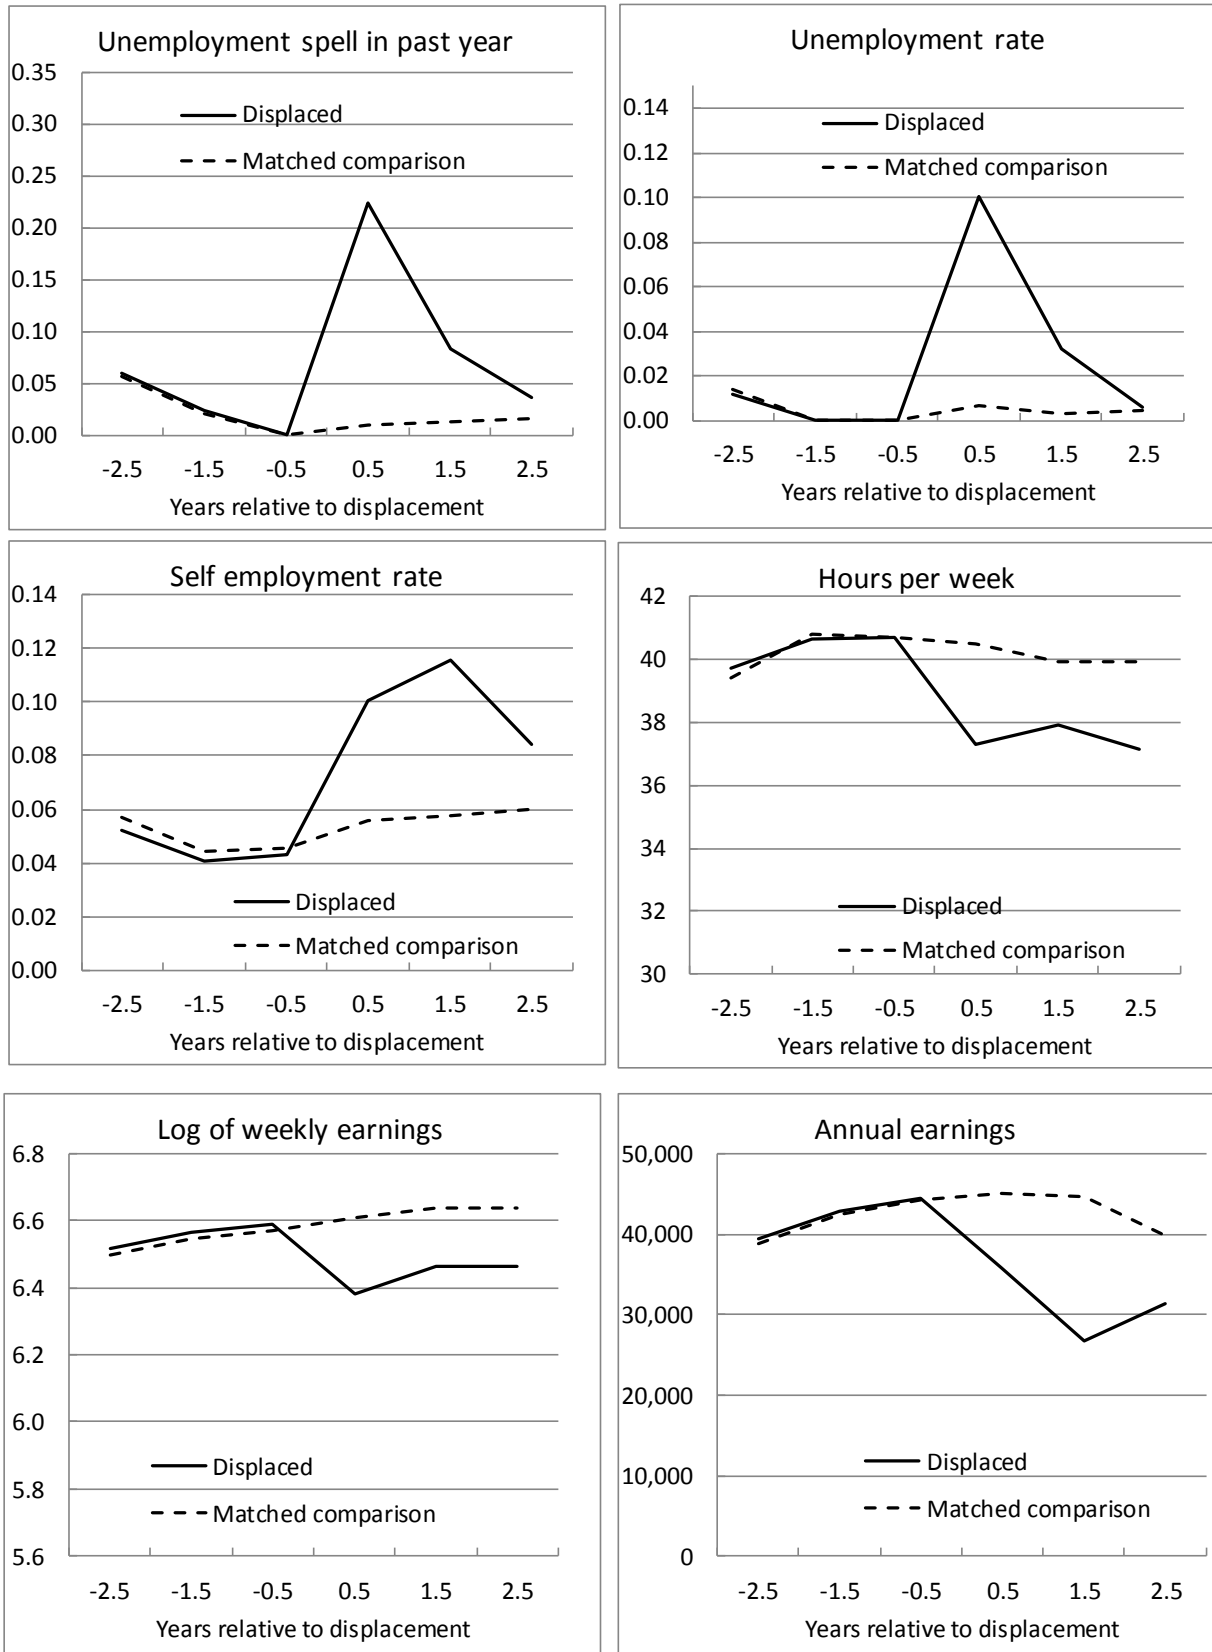 Unemployment spell in past year
0.35
0.30
0.25
0.20
0.15
0.10
0.05
0.00
Displaced
Matched comparison
-2.5 -1.5 -0.5 0.5 1.5 2.5
Years relative to displacement
Unemployment rate
0.14
0.12
0.10
0.08
0.06
0.04
0.02
0.00
Displaced
Matched comparison
-2.5 -1.5 -0.5 0.5 1.5 2.5
Years relative to displacement
Self employment rate
0.14
0.12
0.10
0.08
0.06
0.04
0.02
0.00
Displaced
Matched comparison
-2.5 -1.5 -0.5 0.5 1.5 2.5
Years relative to displacement
Hours per week
42
40
38
36
34
32
30
Displaced
Matched comparison
-2.5 -1.5 -0.5 0.5 1.5 2.5
Years relative to displacement
Log of weekly earnings
6.8
6.6
6.4
6.2
6.0
5.8
5.6
Displaced
Matched comparison
-2.5 -1.5 -0.5 0.5 1.5 2.5
Years relative to displacement
Annual earnings
50,000
40,000
30,000
20,000
10,000
0
Displaced
Matched comparison
-2.5 -1.5 -0.5 0.5 1.5 2.5
Years relative to displacement